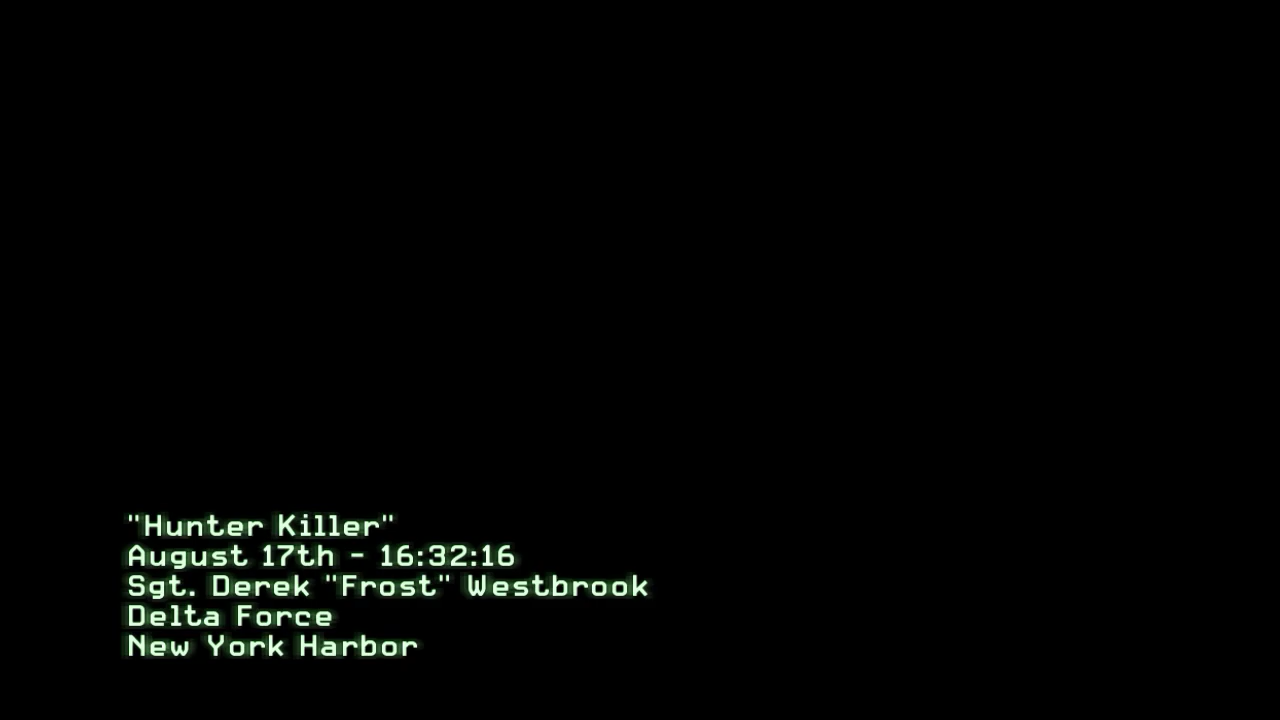 "Hunter Killer"
August 17th - 16:32:16
Sgt. Derek "Frost" Westbrook
Delta Force
New York Harbor